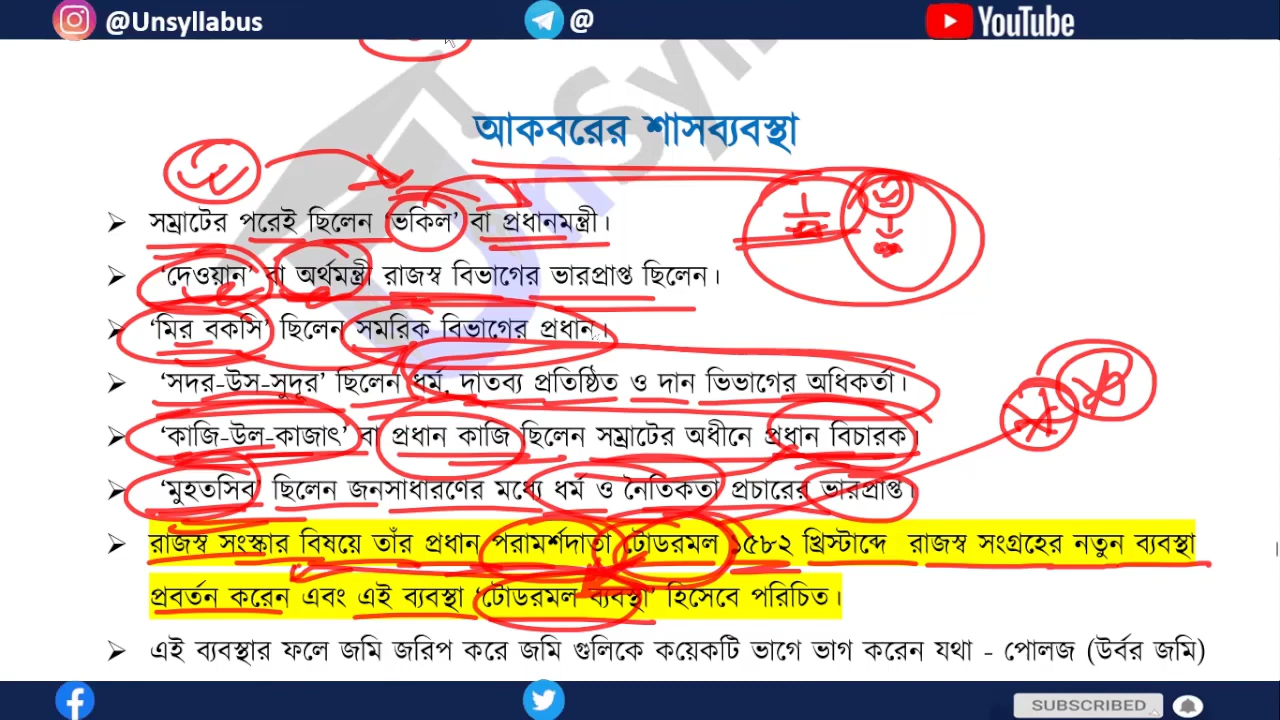 @Unsyllabus @ YouTube
আকবরের শাসব্যবস্থা
সম্রাটের পরেই ছিলেন ‘ভকিল’ বা প্রধানমন্ত্রী।
‘দেওয়ান’ বা অর্থমন্ত্রী রাজস্ব বিভাগের ভারপ্রাপ্ত ছিলেন।
‘মির বকসি’ ছিলেন সমরিক বিভাগের প্রধান।
‘সদর-উস-সুদূর’ ছিলেন ধর্ম, দাতব্য প্রতিষ্ঠিত ও দান ভিভাগের অধিকর্তা।
‘কাজি-উল-কাজাৎ’ বা প্রধান কাজি ছিলেন সম্রাটের অধীনে প্রধান বিচারক।
‘মুহতসিব’ ছিলেন জনসাধারণের মধ্যে ধর্ম ও নৈতিকতা প্রচারের ভারপ্রাপ্ত।
রাজস্ব সংস্কার বিষয়ে তাঁর প্রধান পরামর্শদাতা টোডরমল ১৫৮২ খ্রিস্টাব্দে রাজস্ব সংগ্রহের নতুন ব্যবস্থা
প্রবর্তন করেন এবং এই ব্যবস্থা ‘টোডরমল ব্যবস্থা’ হিসেবে পরিচিত।
এই ব্যবস্থার ফলে জমি জরিপ করে জমি গুলিকে কয়েকটি ভাগে ভাগ করেন যথা - পোলজ (উর্বর জমি)
SUBSCRIBED